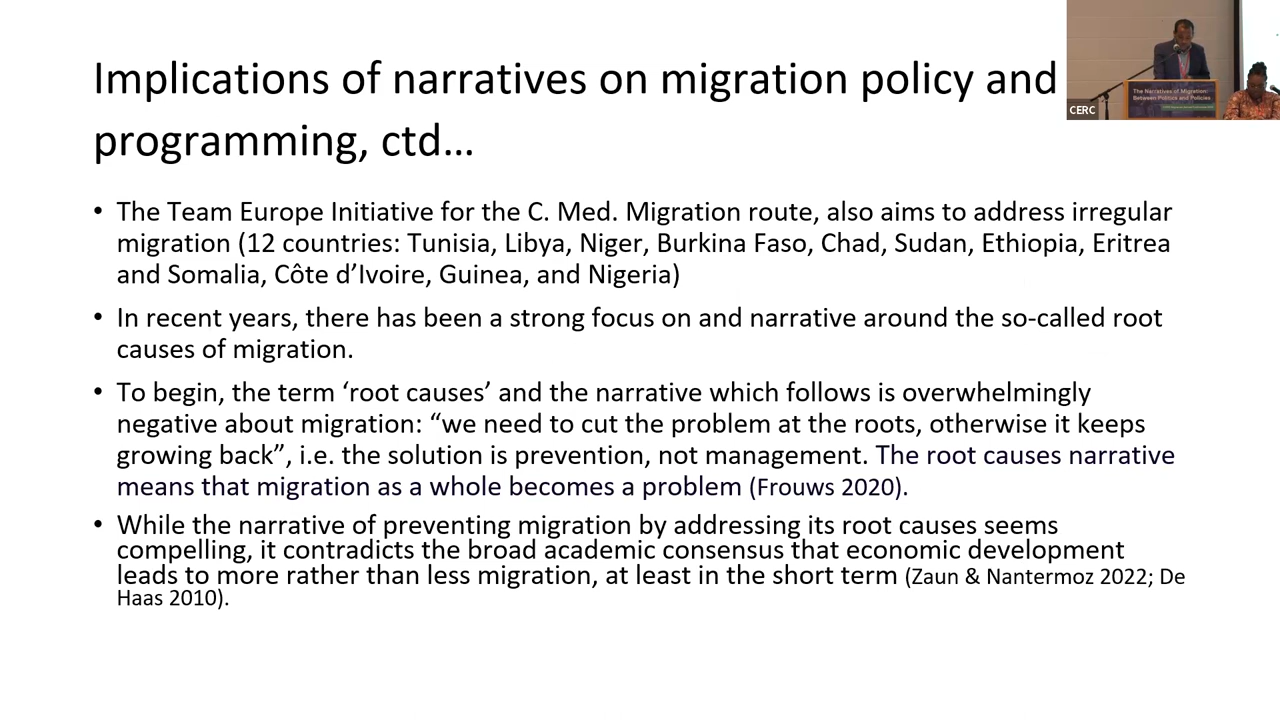 Implications of narratives on migration policy and
programming, ctd…
• The Team Europe Initiative for the C. Med. Migration route, also aims to address irregular
migration (12 countries: Tunisia, Libya, Niger, Burkina Faso, Chad, Sudan, Ethiopia, Eritrea
and Somalia, Côte d’Ivoire, Guinea, and Nigeria)
• In recent years, there has been a strong focus on and narrative around the so-called root
causes of migration.
• To begin, the term ‘root causes’ and the narrative which follows is overwhelmingly
negative about migration: “we need to cut the problem at the roots, otherwise it keeps
growing back”, i.e. the solution is prevention, not management. The root causes narrative
means that migration as a whole becomes a problem (Frouws 2020).
• While the narrative of preventing migration by addressing its root causes seems
compelling, it contradicts the broad academic consensus that economic development
leads to more rather than less migration, at least in the short term (Zaun & Nantermoz 2022; De
Haas 2010).
CERC
The Narratives of Migration:
Between Politics and Policies